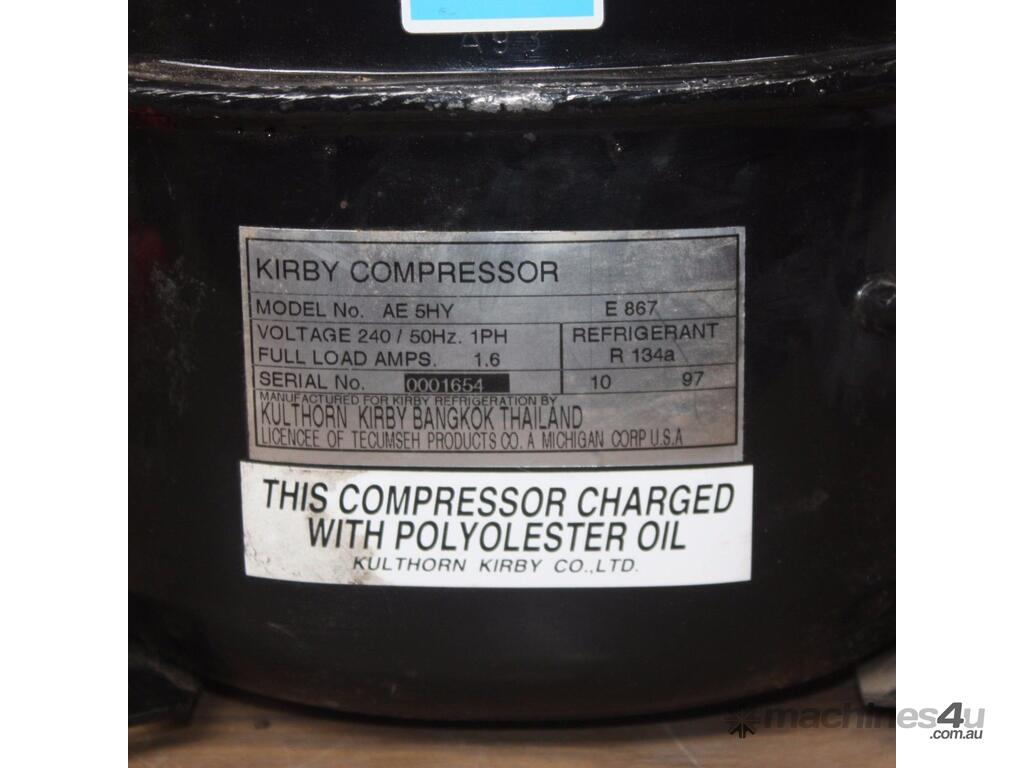 A93
KIRBY COMPRESSOR
MODEL No. AE 5HY E 867
VOLTAGE 240 / 50Hz. 1PH REFRIGERANT
FULL LOAD AMPS. 1.6 R 134a
SERIAL No. 0001654 10 97
MANUFACTURED FOR KIRBY REFRIGERATION BY
KULTHORN KIRBY BANGKOK THAILAND
LICENCEE OF TECUMSEH PRODUCTS CO. A MICHIGAN CORP U.S.A
THIS COMPRESSOR CHARGED
WITH POLYOLESTER OIL
KULTHORN KIRBY CO.,LTD.
machines4u
.com.au